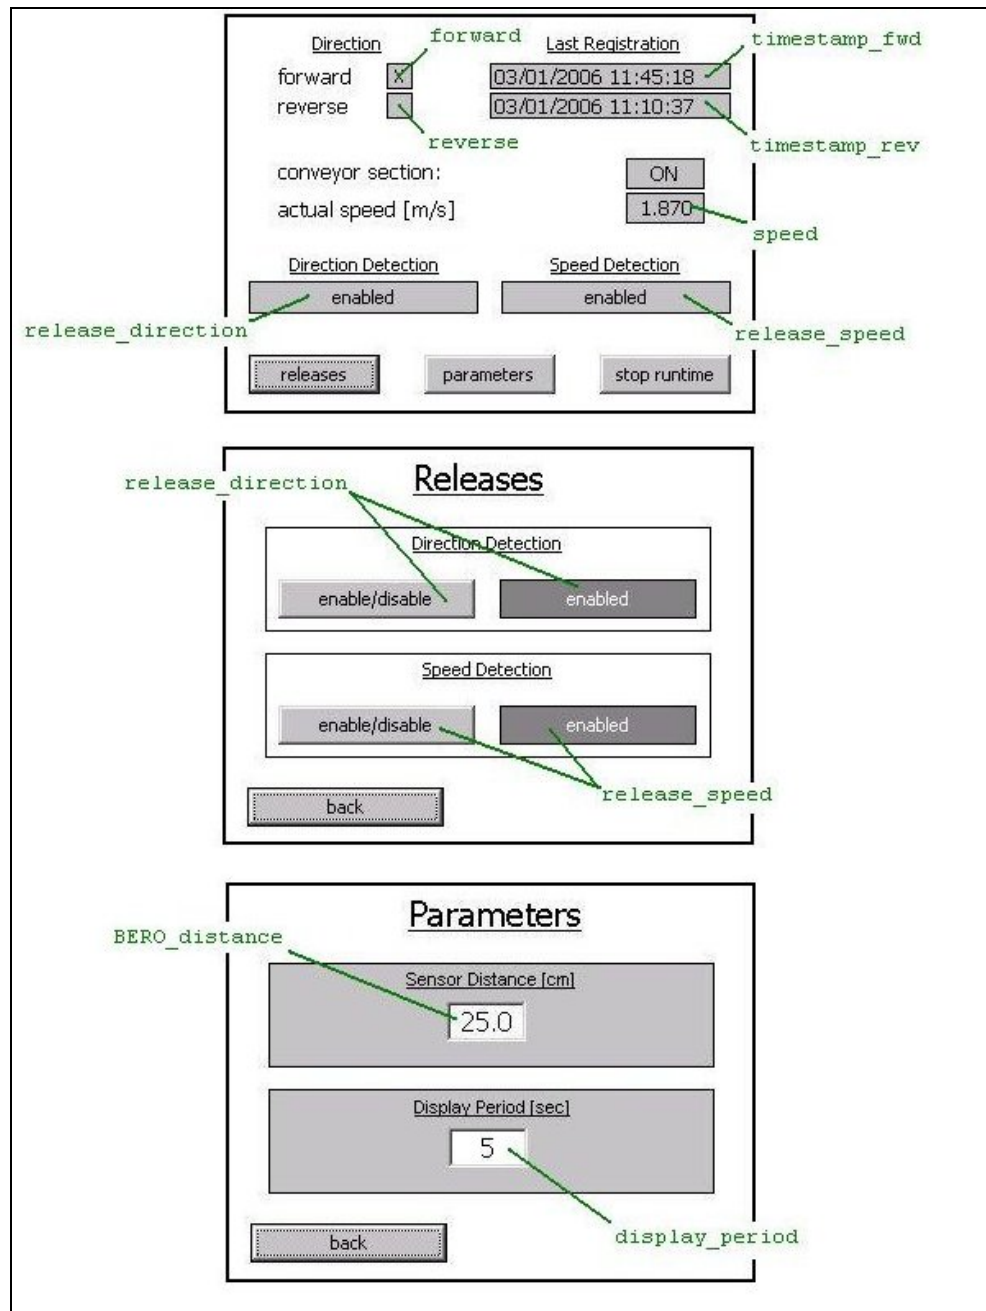 Direction forward Last Registration timestamp_fwd
forward X 03/01/2006 11:45:18
reverse 03/01/2006 11:10:37
reverse timestamp_rev
conveyor section: ON
actual speed [m/s] 1.870
speed
Direction Detection Speed Detection
enabled enabled
release_direction release_speed
releases parameters stop runtime
Releases
release_direction
Direction Detection
enable/disable enabled
Speed Detection
enable/disable enabled
release_speed
back
Parameters
BERO_distance
Sensor Distance [cm]
25.0
Display Period [sec]
5
display_period
back